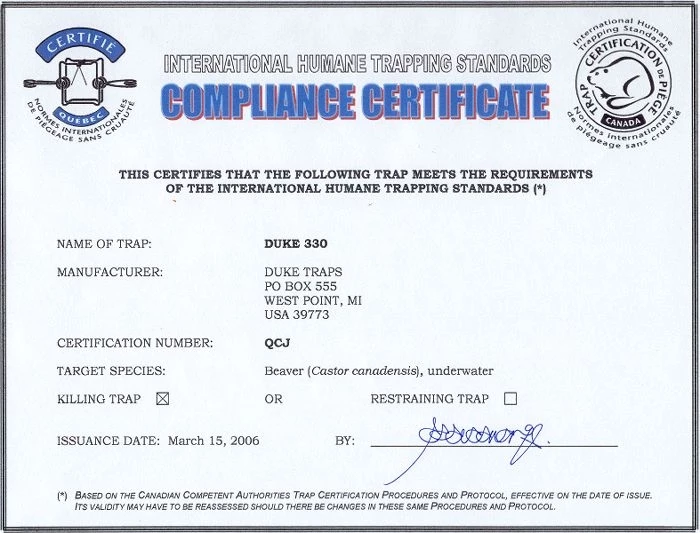 CERTIFIÉ
QUÉBEC
NORMES INTERNATIONALES
DE PIÉGEAGE SANS CRUAUTÉ
INTERNATIONAL HUMANE TRAPPING STANDARDS
COMPLIANCE CERTIFICATE
International Humane
Trapping Standards
TRAP CERTIFICATION DE PIÈGE
CANADA
Normes internationales
de piégeage sans cruauté
THIS CERTIFIES THAT THE FOLLOWING TRAP MEETS THE REQUIREMENTS
OF THE INTERNATIONAL HUMANE TRAPPING STANDARDS (*)
NAME OF TRAP: DUKE 330
MANUFACTURER: DUKE TRAPS
PO BOX 555
WEST POINT, MI
USA 39773
CERTIFICATION NUMBER: QCJ
TARGET SPECIES: Beaver (Castor canadensis), underwater
KILLING TRAP ☒ OR RESTRAINING TRAP ☐
ISSUANCE DATE: March 15, 2006 BY:
(*) BASED ON THE CANADIAN COMPETENT AUTHORITIES TRAP CERTIFICATION PROCEDURES AND PROTOCOL, EFFECTIVE ON THE DATE OF ISSUE.
ITS VALIDITY MAY HAVE TO BE REASSESSED SHOULD THERE BE CHANGES IN THESE SAME PROCEDURES AND PROTOCOL.